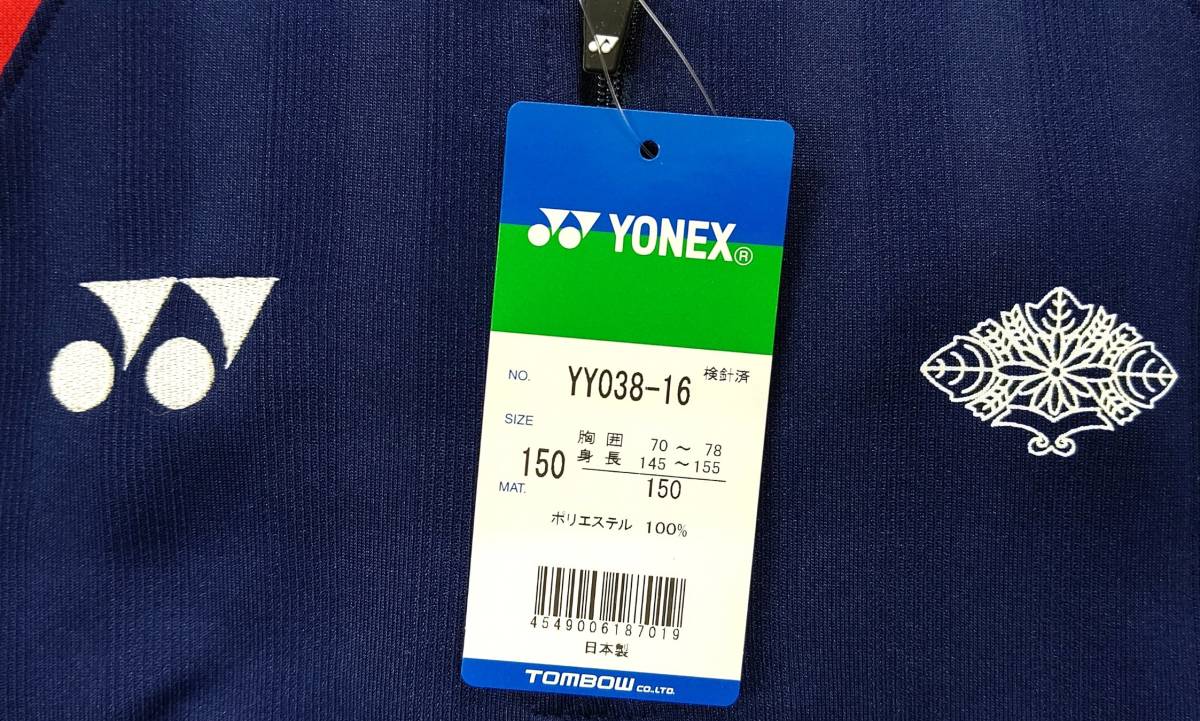 YONEX®
NO. YY038-16 検針済
SIZE
胸囲 70～78
150 身長 145～155
150
MAT.
ポリエステル 100%
4549006187019
日本製
TOMBOW CO.,LTD.